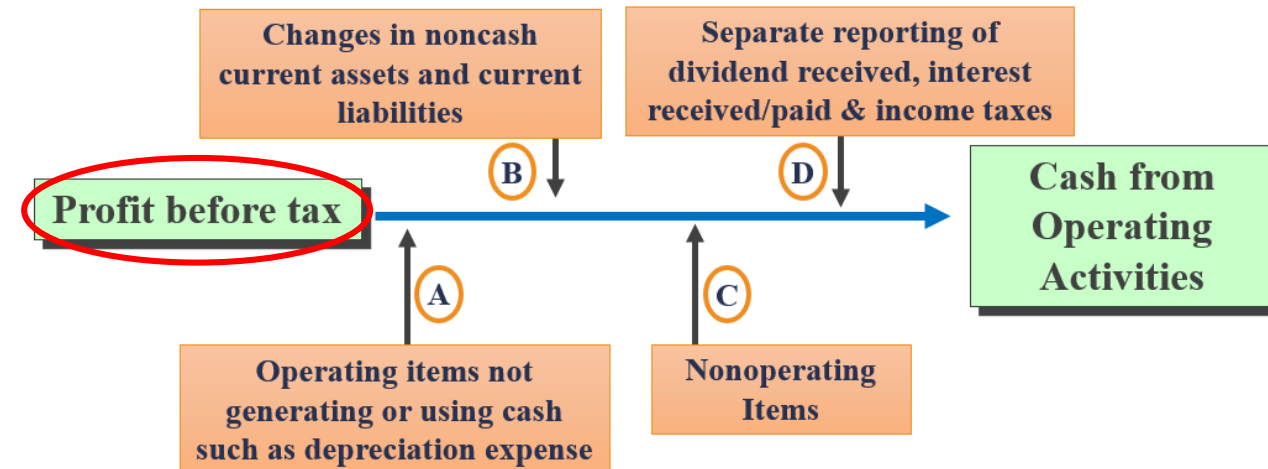 Changes in noncash
current assets and current
liabilities
Separate reporting of
dividend received, interest
received/paid & income taxes
B
D
Profit before tax
Cash from
Operating
Activities
A
C
Operating items not
generating or using cash
such as depreciation expense
Nonoperating
Items